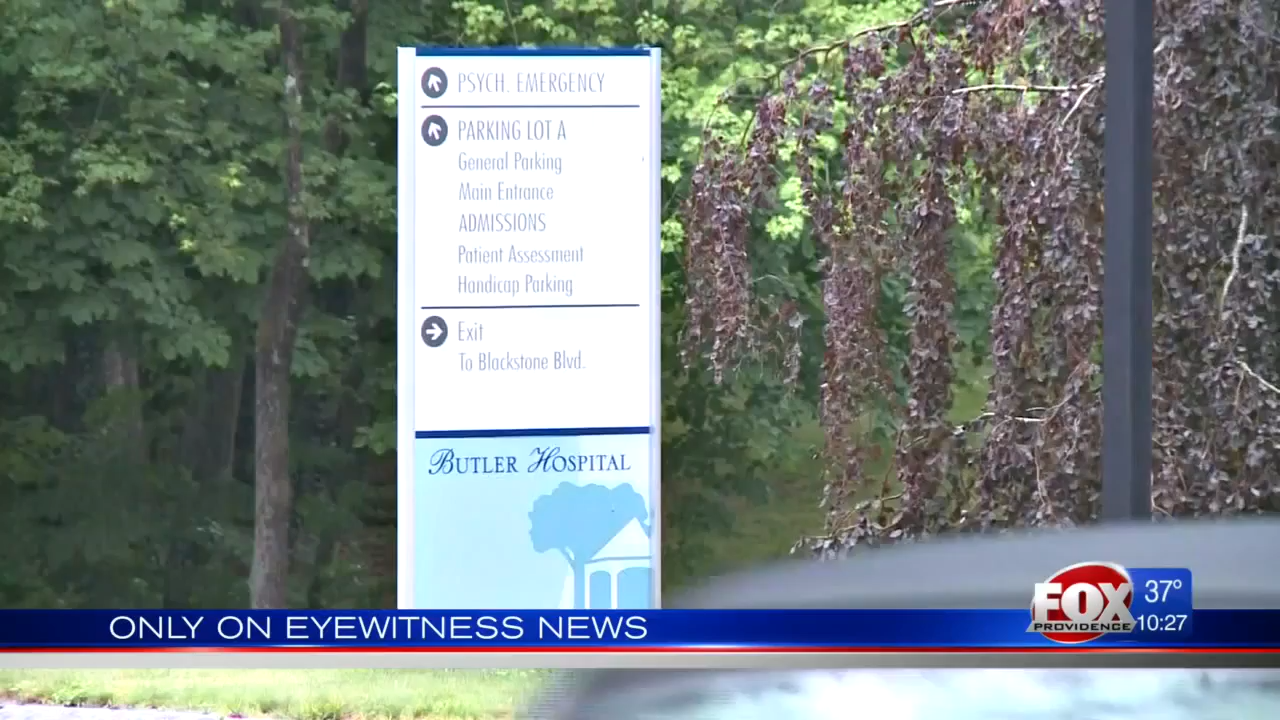 PSYCH. EMERGENCY
PARKING LOT A
General Parking
Main Entrance
ADMISSIONS
Patient Assessment
Handicap Parking
Exit
To Blackstone Blvd.
BUTLER HOSPITAL
ONLY ON EYEWITNESS NEWS
FOX
PROVIDENCE
37°
10:27